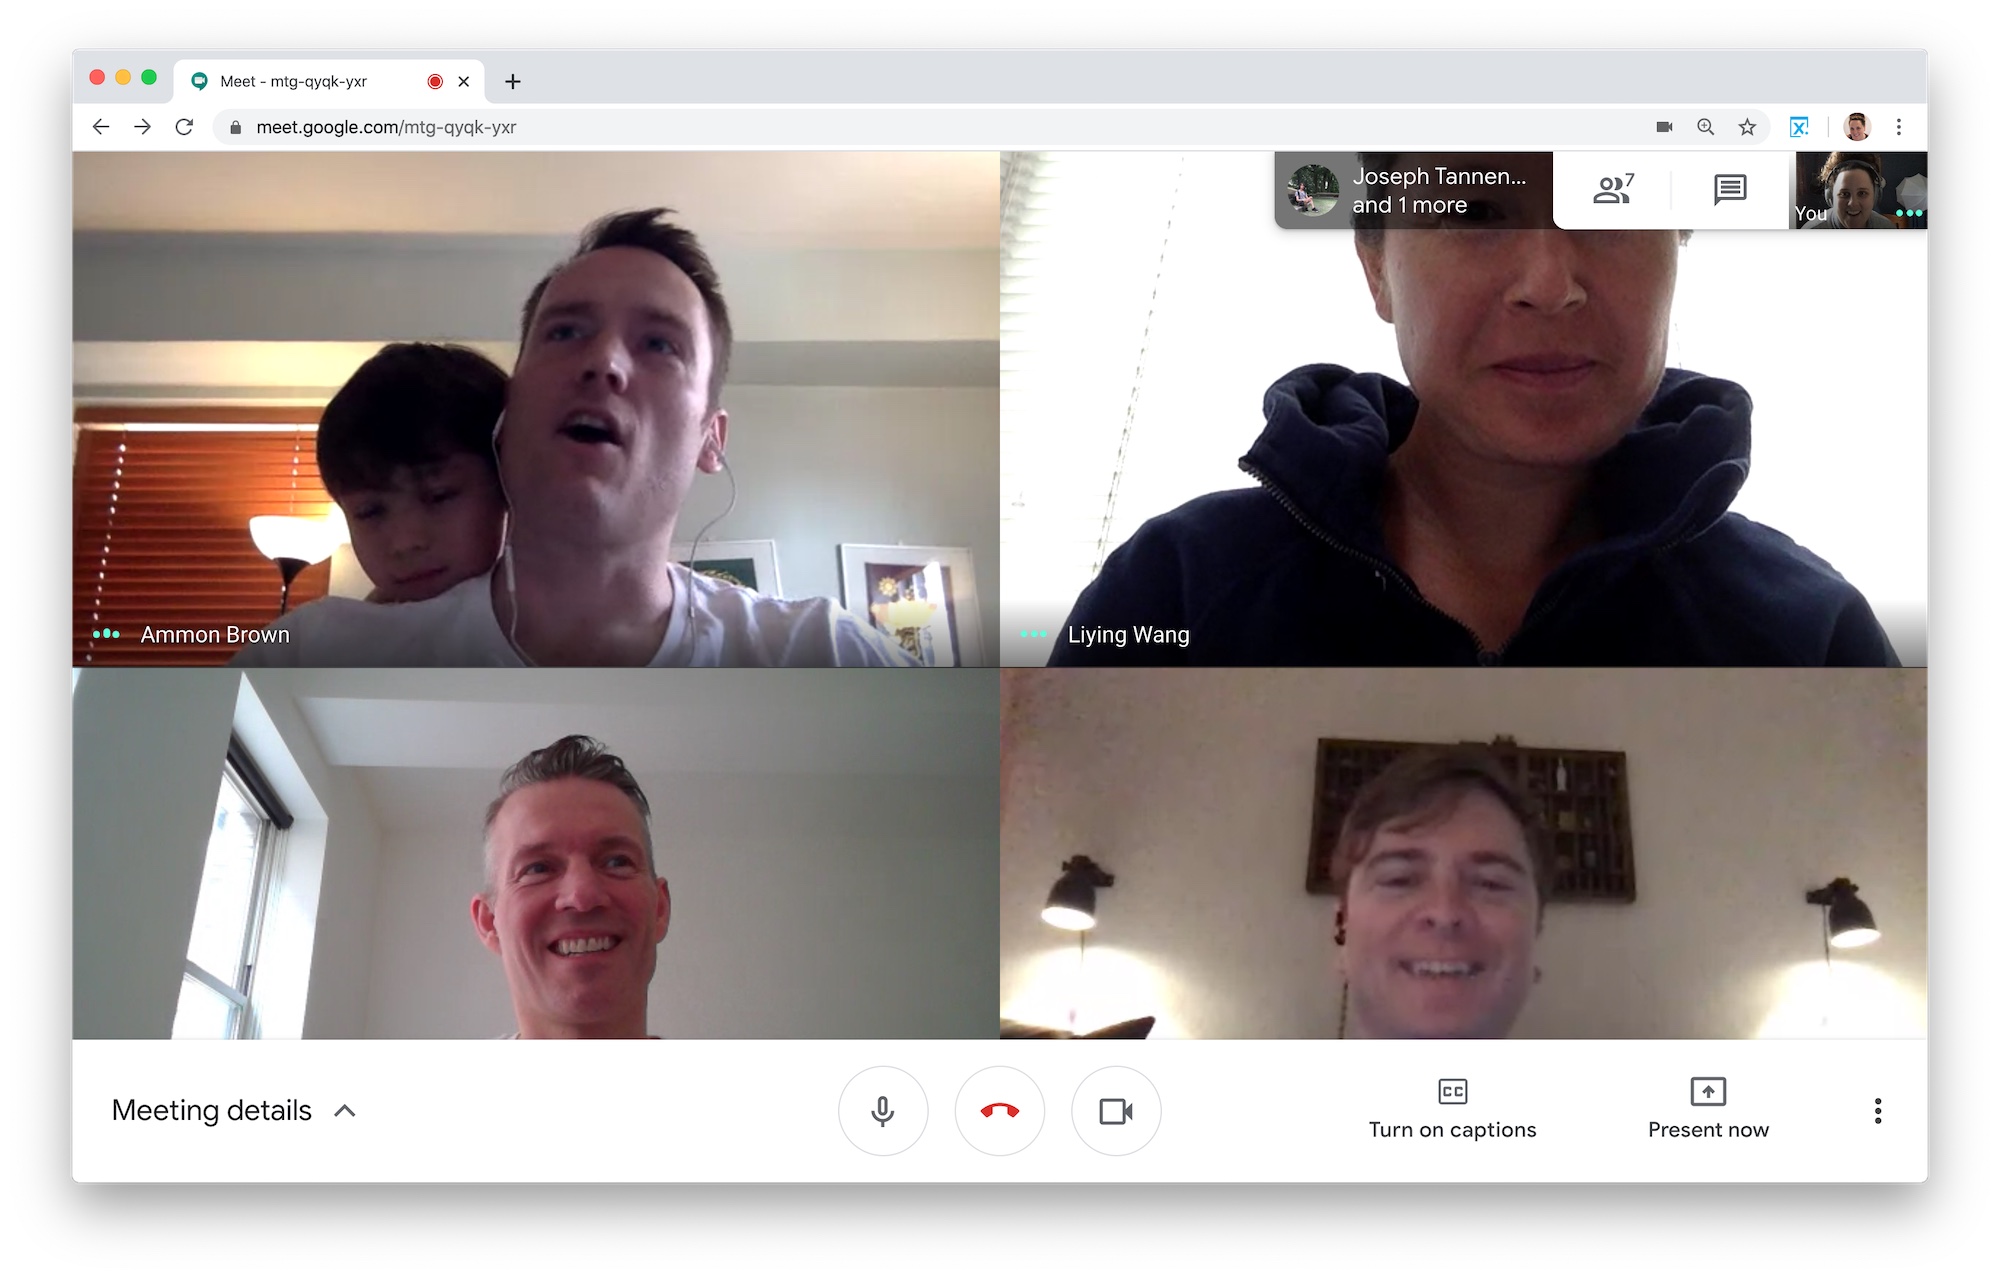 Meet - mtg-qyqk-yxr
meet.google.com/mtg-qyqk-yxr
Joseph Tannen...
and 1 more
7
You
Ammon Brown
Liying Wang
Meeting details
CC
Turn on captions
Present now